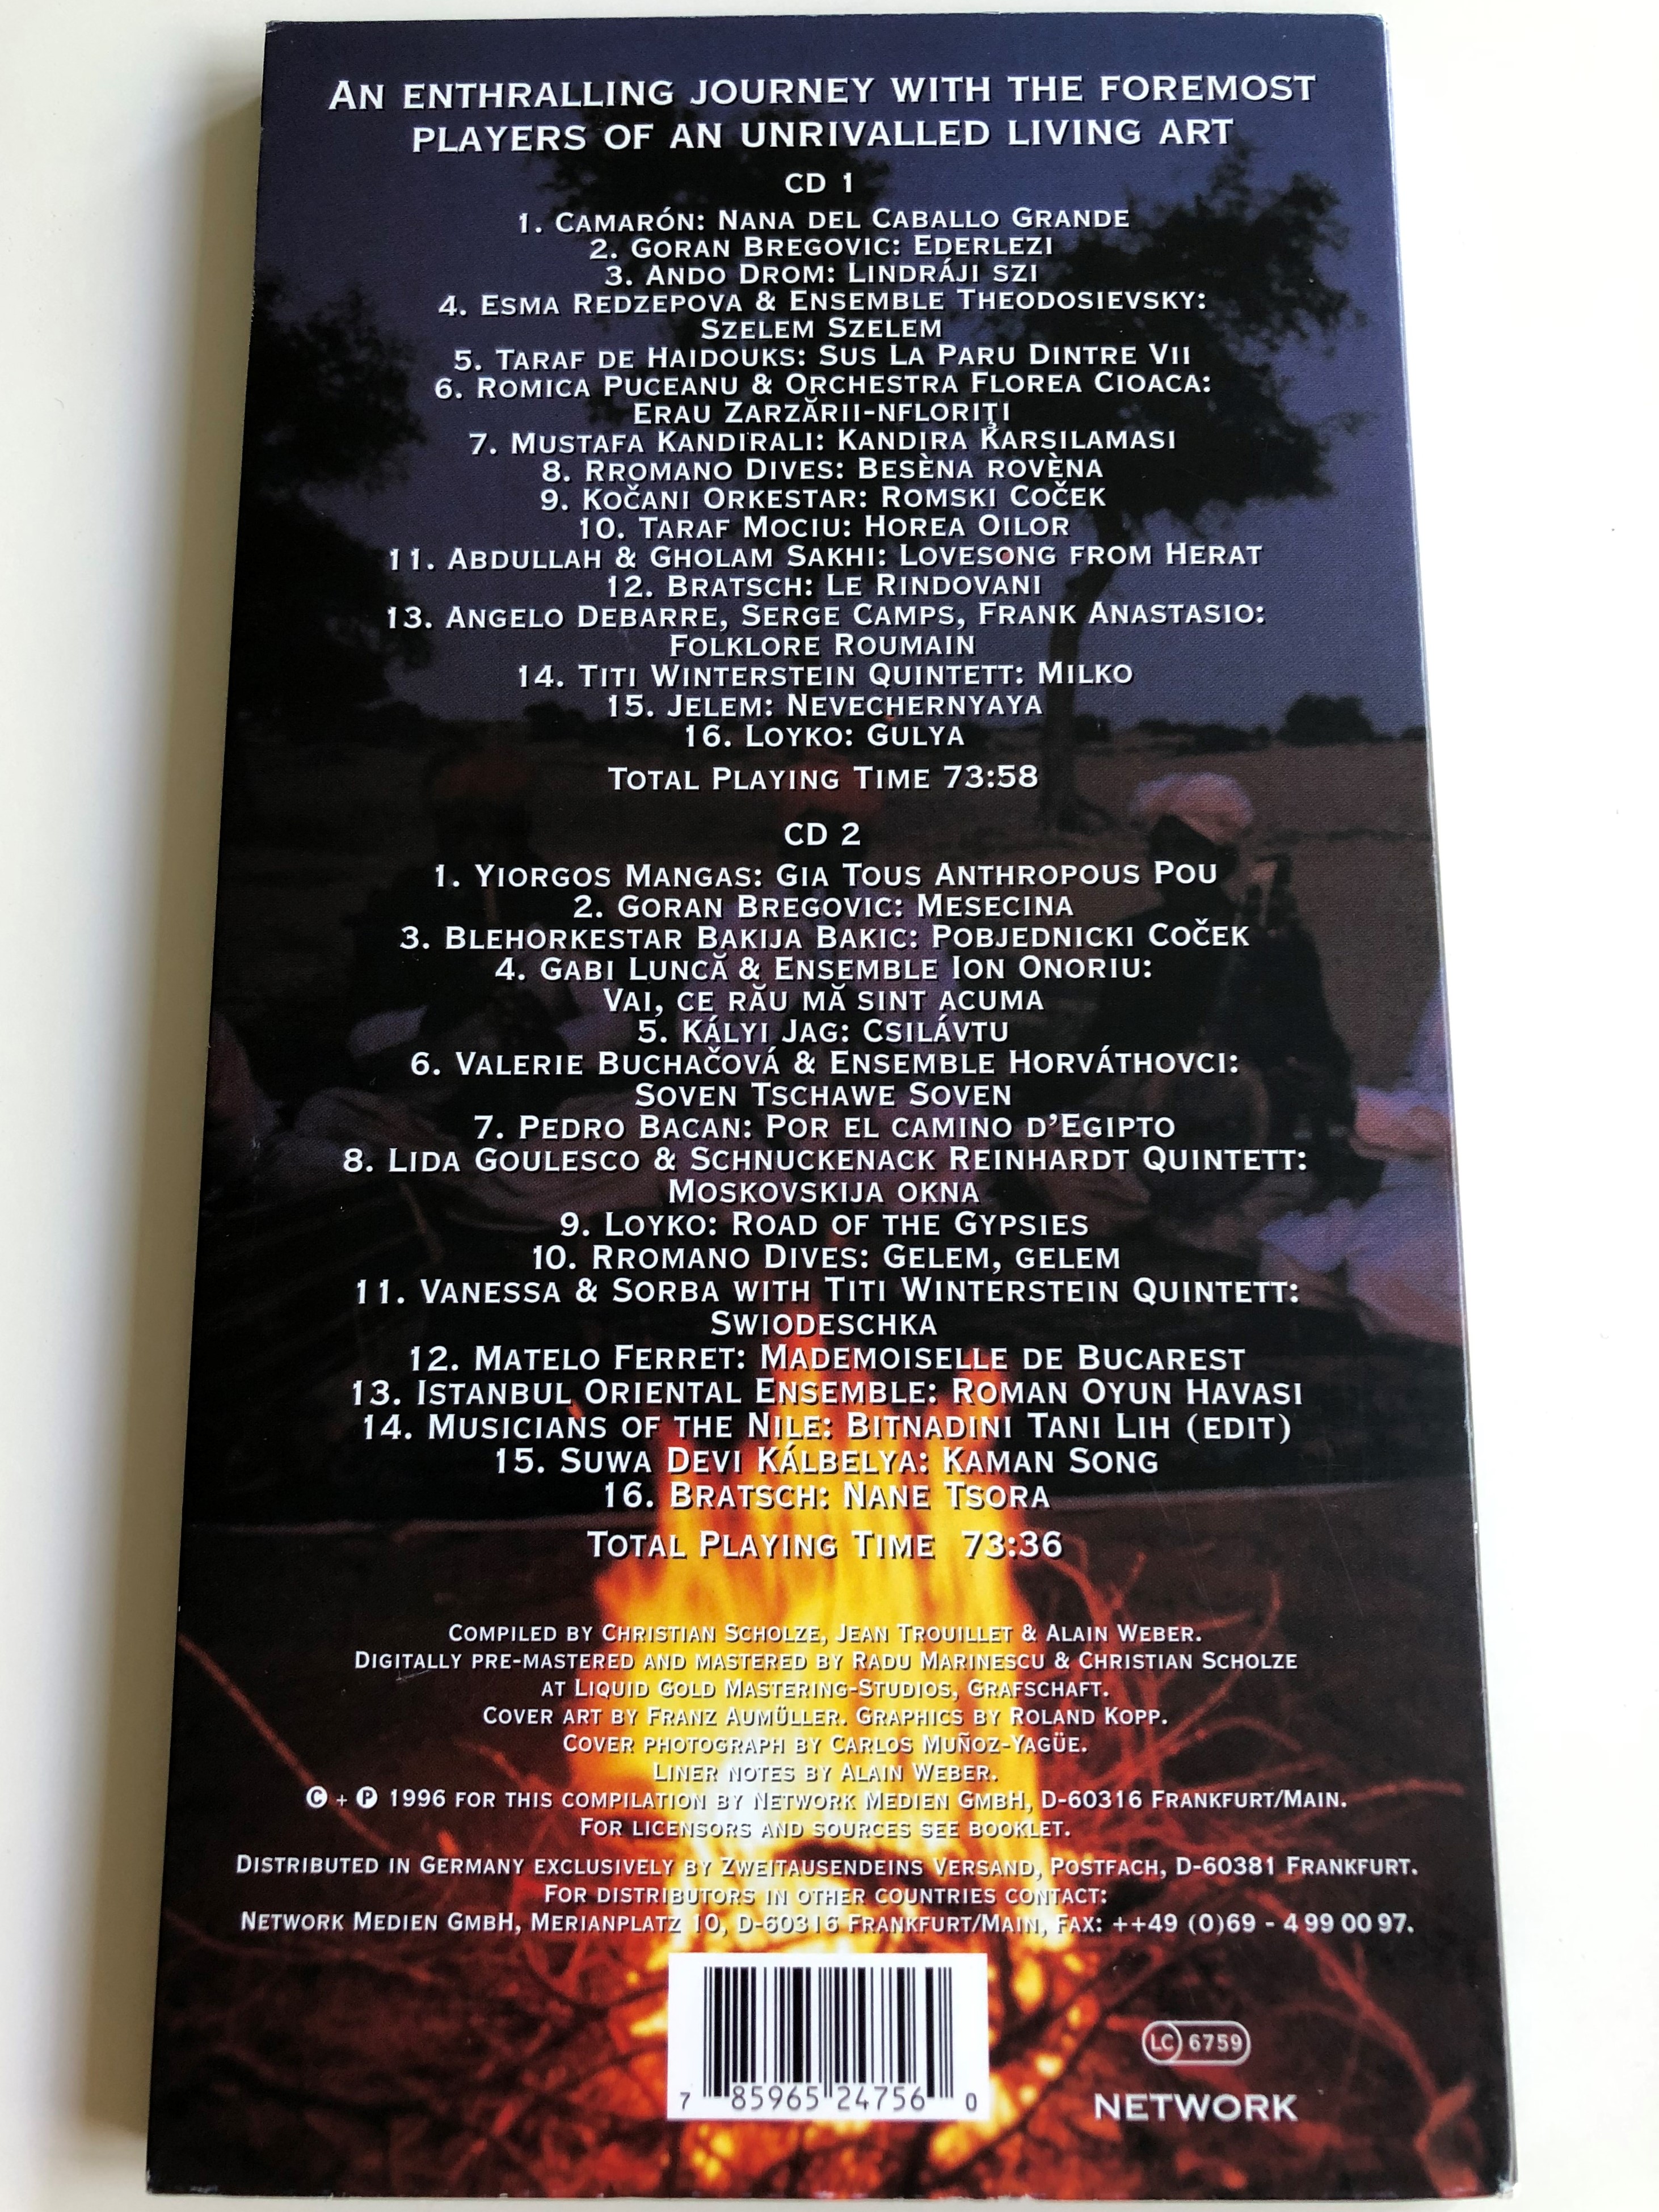 An enthralling journey with the foremost
players of an unrivalled living art
CD 1
1. Camarón: Nana del Caballo Grande
2. Goran Bregovic: Ederlezi
3. Ando Drom: Lindráji szi
4. Esma Redzepova & Ensemble Theodosievsky:
Szelem Szelem
5. Taraf de Haidouks: Sus La Paru Dintre Vii
6. Romica Puceanu & Orchestra Florea Cioaca:
Erau Zarzării-nfloriţi
7. Mustafa Kandirali: Kandira Karsilamasi
8. Rromano Dives: Besèna rovèna
9. Kočani Orkestar: Romski Coček
10. Taraf Mociu: Horea Oilor
11. Abdullah & Gholam Sakhi: Lovesong from Herat
12. Bratsch: Le Rindovani
13. Angelo Debarre, Serge Camps, Frank Anastasio:
Folklore Roumain
14. Titi Winterstein Quintett: Milko
15. Jelem: Nevechernyaya
16. Loyko: Gulya
Total Playing Time 73:58
CD 2
1. Yiorgos Mangas: Gia Tous Anthropous Pou
2. Goran Bregovic: Mesecina
3. Blehorkestar Bakija Bakic: Pobjednicki Coček
4. Gabi Luncă & Ensemble Ion Onoriu:
Vai, ce rău mă sint acuma
5. Kályi Jag: Csilávtu
6. Valerie Buchačová & Ensemble Horváthovci:
Soven Tschawe Soven
7. Pedro Bacan: Por el camino d'Egipto
8. Lida Goulesco & Schnuckenack Reinhardt Quintett:
Moskovskija okna
9. Loyko: Road of the Gypsies
10. Rromano Dives: Gelem, gelem
11. Vanessa & Sorba with Titi Winterstein Quintett:
Swiodeschka
12. Matelo Ferret: Mademoiselle de Bucarest
13. Istanbul Oriental Ensemble: Roman Oyun Havasi
14. Musicians of the Nile: Bitnadini Tani Lih (edit)
15. Suwa Devi Kálbelya: Kaman Song
16. Bratsch: Nane Tsora
Total Playing Time 73:36
Compiled by Christian Scholze, Jean Trouillet & Alain Weber.
Digitally pre-mastered and mastered by Radu Marinescu & Christian Scholze
at Liquid Gold Mastering-Studios, Grafschaft.
Cover art by Franz Aumüller. Graphics by Roland Kopp.
Cover photograph by Carlos Muñoz-Yagüe.
Liner notes by Alain Weber.
© + ℗ 1996 for this compilation by Network Medien GmbH, D-60316 Frankfurt/Main.
For licensors and sources see booklet.
Distributed in Germany exclusively by Zweitausendeins Versand, Postfach, D-60381 Frankfurt.
For distributors in other countries contact:
Network Medien GmbH, Merianplatz 10, D-60316 Frankfurt/Main, Fax: ++49 (0)69 - 4 99 00 97.
7 85965 24756 0
LC 6759
NETWORK